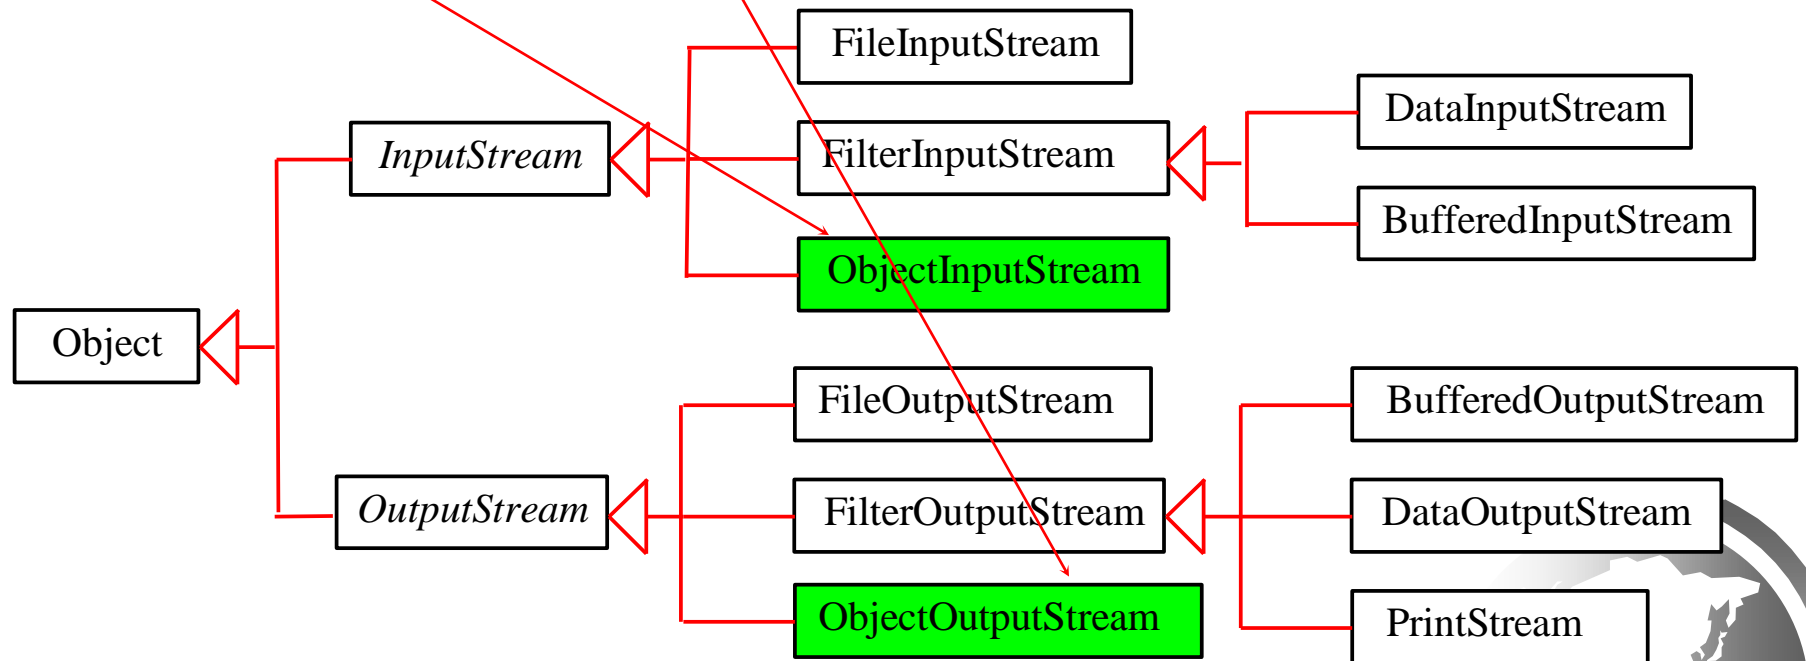 FileInputStream
DataInputStream
InputStream
FilterInputStream
BufferedInputStream
ObjectInputStream
Object
FileOutputStream
BufferedOutputStream
OutputStream
FilterOutputStream
DataOutputStream
ObjectOutputStream
PrintStream